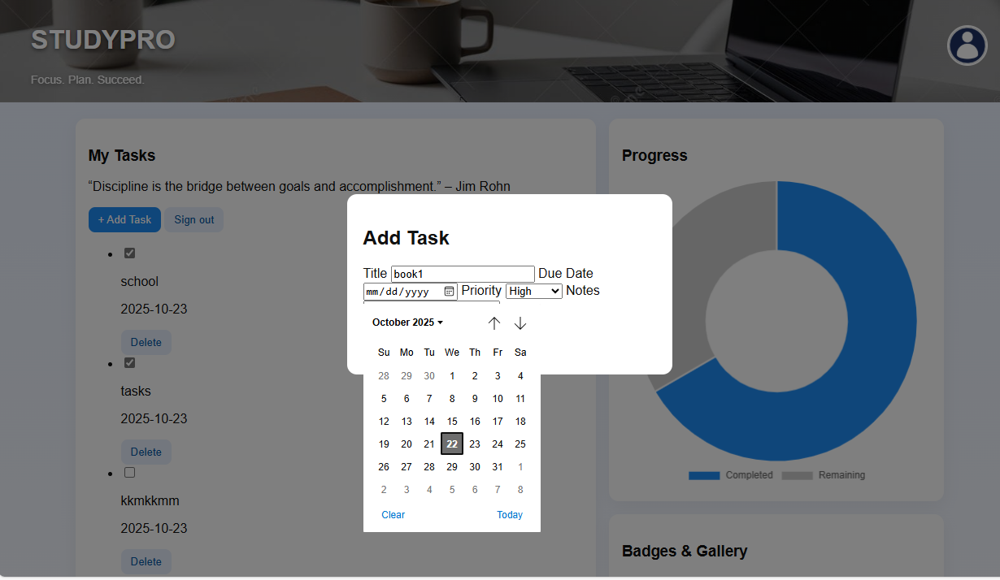 STUDYPRO
Focus. Plan. Succeed.
My Tasks
“Discipline is the bridge between goals and accomplishment.” – Jim Rohn
+ Add Task Sign out
school
2025-10-23
Delete
tasks
2025-10-23
Delete
kkmkkmm
2025-10-23
Delete
Add Task
Title book1 Due Date
mm/dd/yyyy Priority High Notes
October 2025
Su Mo Tu We Th Fr Sa
28 29 30 1 2 3 4
5 6 7 8 9 10 11
12 13 14 15 16 17 18
19 20 21 22 23 24 25
26 27 28 29 30 31 1
2 3 4 5 6 7 8
Clear Today
Progress
Completed Remaining
Badges & Gallery